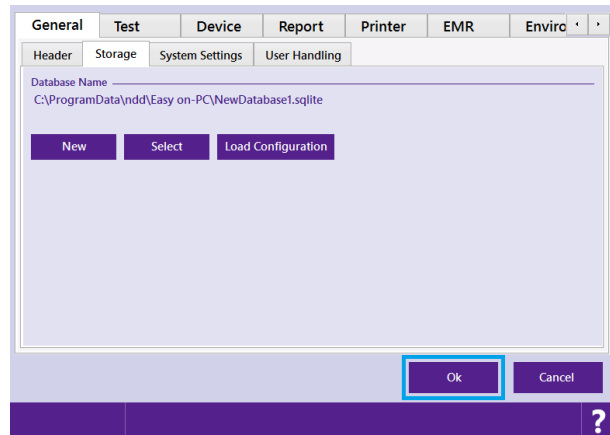 General Test Device Report Printer EMR Enviro
Header Storage System Settings User Handling
Database Name
C:\ProgramData\ndd\Easy on-PC\NewDatabase1.sqlite
New Select Load Configuration
Ok Cancel
?